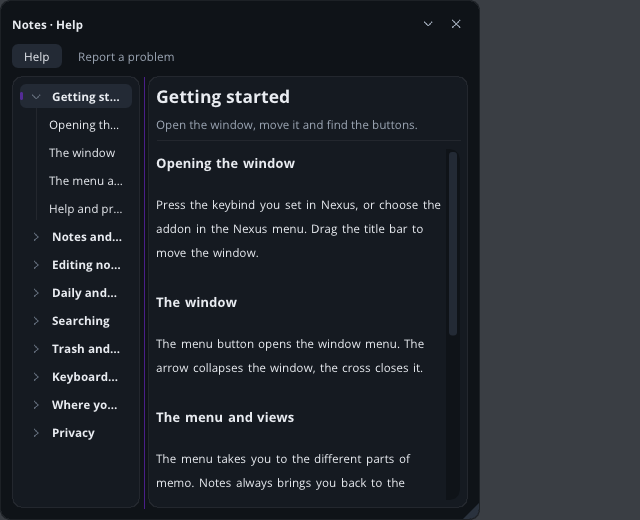 Notes · Help
Help
Report a problem
Getting st...
Opening th...
The window
The menu a...
Help and pr...
Notes and...
Editing no...
Daily and...
Searching
Trash and...
Keyboard...
Where yo...
Privacy
Getting started
Open the window, move it and find the buttons.
Opening the window
Press the keybind you set in Nexus, or choose the
addon in the Nexus menu. Drag the title bar to
move the window.
The window
The menu button opens the window menu. The
arrow collapses the window, the cross closes it.
The menu and views
The menu takes you to the different parts of
memo. Notes always brings you back to the